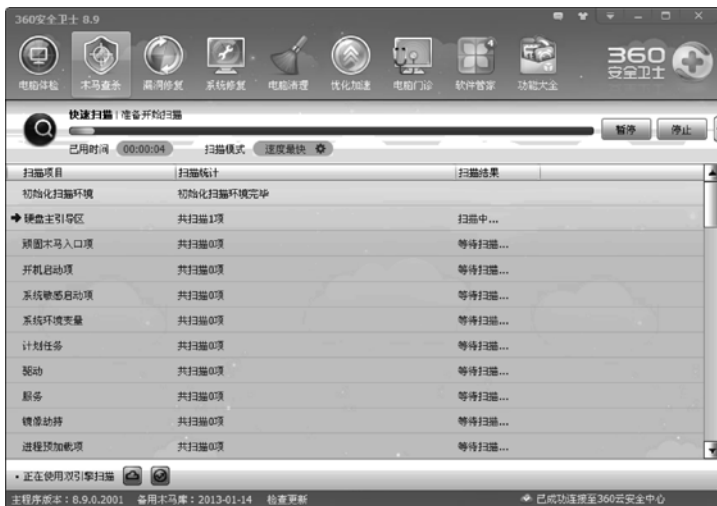 360安全卫士 8.9
电脑体检 木马查杀 漏洞修复 系统修复 电脑清理 优化加速 电脑门诊 软件管家 功能大全
360
安全卫士
快速扫描 | 准备开始扫描
暂停 停止
已用时间 00:00:04 扫描模式 速度最快
扫描项目 扫描统计 扫描结果
初始化扫描环境 初始化扫描环境完毕
硬盘主引导区 共扫描1项 扫描中...
顽固木马入口项 共扫描0项 等待扫描...
开机启动项 共扫描0项 等待扫描...
系统敏感启动项 共扫描0项 等待扫描...
系统环境变量 共扫描0项 等待扫描...
计划任务 共扫描0项 等待扫描...
驱动 共扫描0项 等待扫描...
服务 共扫描0项 等待扫描...
镜像劫持 共扫描0项 等待扫描...
进程预加载项 共扫描0项 等待扫描...
正在使用双引擎扫描
主程序版本：8.9.0.2001 备用木马库：2013-01-14 检查更新 已成功连接至360云安全中心